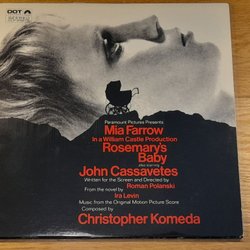 DOT
STEREO
Paramount Pictures Presents
Mia Farrow
In a William Castle Production
Rosemary's
Baby
also starring
John Cassavetes
Written for the Screen and Directed by
Roman Polanski
From the novel by
Ira Levin
Music from the Original Motion Picture Score
Composed by
Christopher Komeda